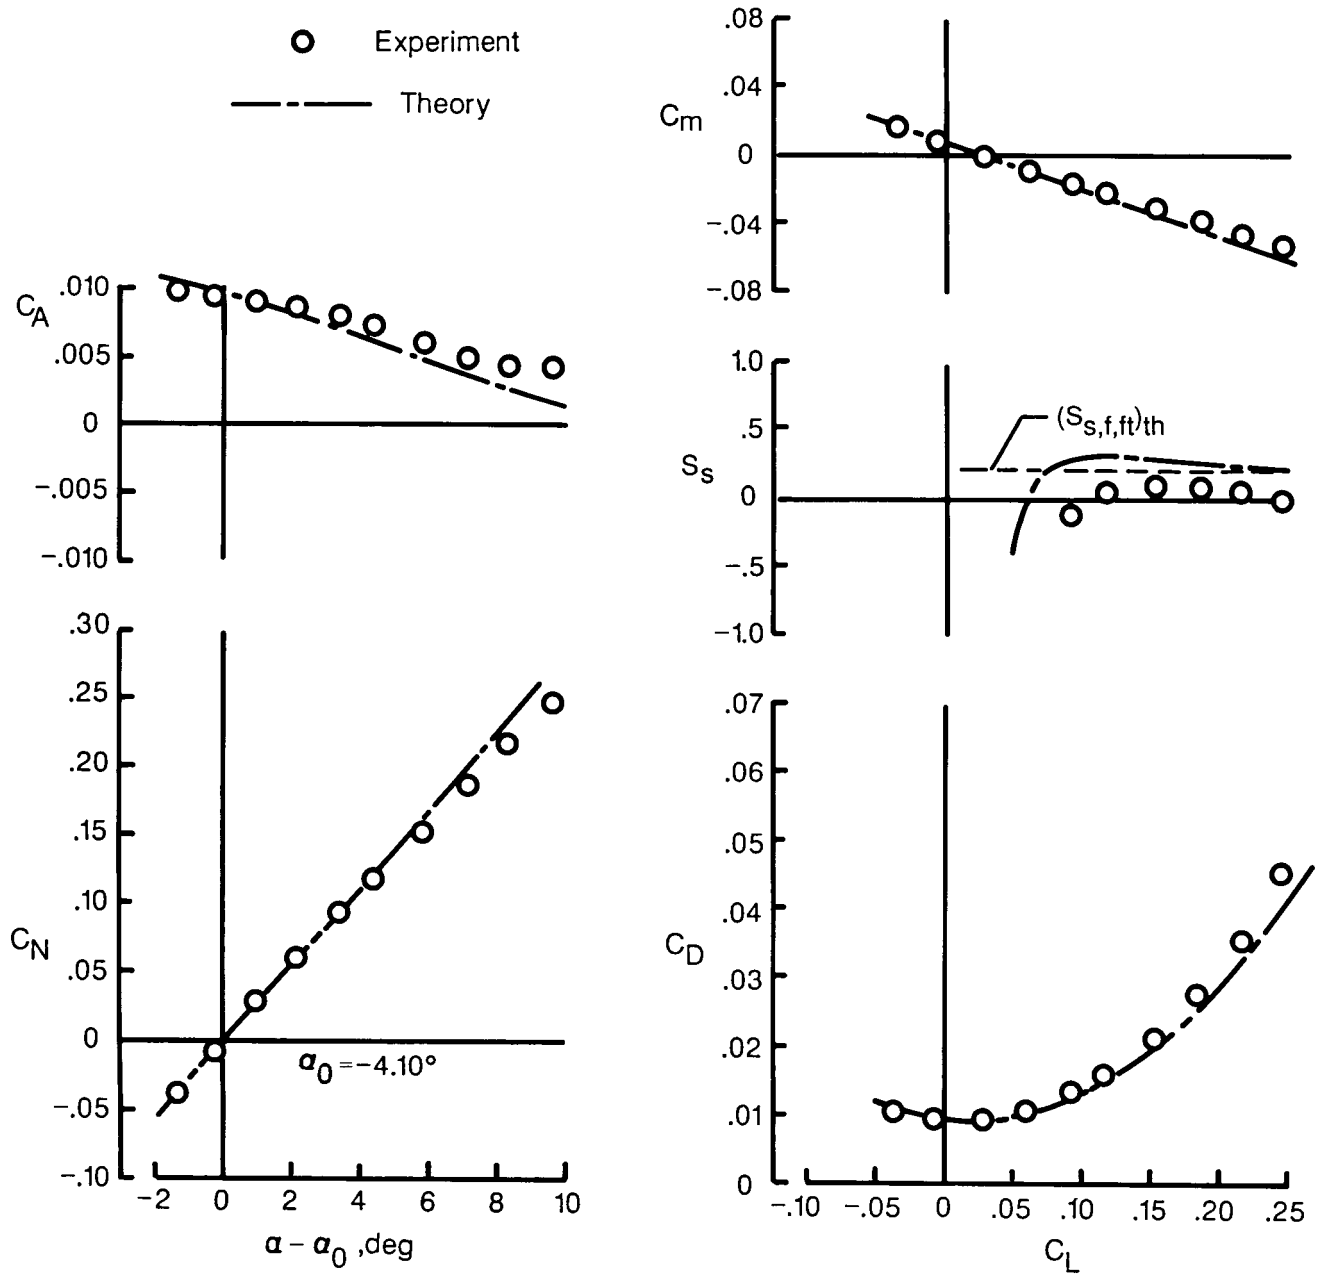 Experiment
Theory
C_A
.010
.005
0
-.005
-.010
C_N
.30
.25
.20
.15
.10
.05
0
-.05
-.10
α₀ = -4.10°
-2 0 2 4 6 8 10
α - α₀ ,deg
C_m
.08
.04
0
-.04
-.08
S_s
1.0
.5
0
-.5
-1.0
(S_s,f,ft)_th
C_D
.07
.06
.05
.04
.03
.02
.01
0
-.10 -.05 0 .05 .10 .15 .20 .25
C_L